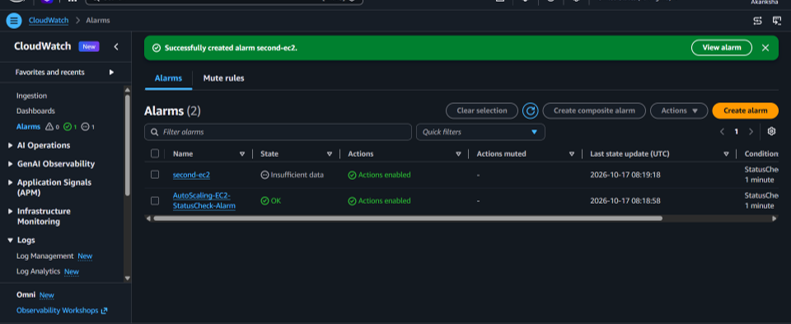 Akanksha
CloudWatch > Alarms
CloudWatch New
Favorites and recents
Ingestion
Dashboards
Alarms 0 1 1
AI Operations
GenAI Observability
Application Signals
(APM)
Infrastructure
Monitoring
Logs
Log Management New
Log Analytics New
Omni New
Observability Workshops
Successfully created alarm second-ec2.
View alarm
Alarms
Mute rules
Alarms (2)
Clear selection
Create composite alarm
Actions
Create alarm
Filter alarms
Quick filters
1
Name State Actions Actions muted Last state update (UTC) Condition
second-ec2 Insufficient data Actions enabled - 2026-10-17 08:19:18 StatusChe
1 minute
AutoScaling-EC2-
StatusCheck-Alarm OK Actions enabled - 2026-10-17 08:18:58 StatusChe
1 minute